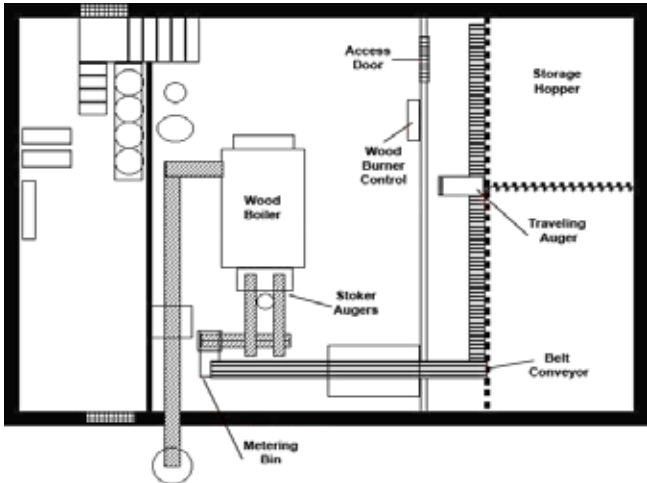 Access
Door
Storage
Hopper
Wood
Burner
Control
Wood
Boiler
Traveling
Auger
Stoker
Augers
Belt
Conveyor
Metering
Bin